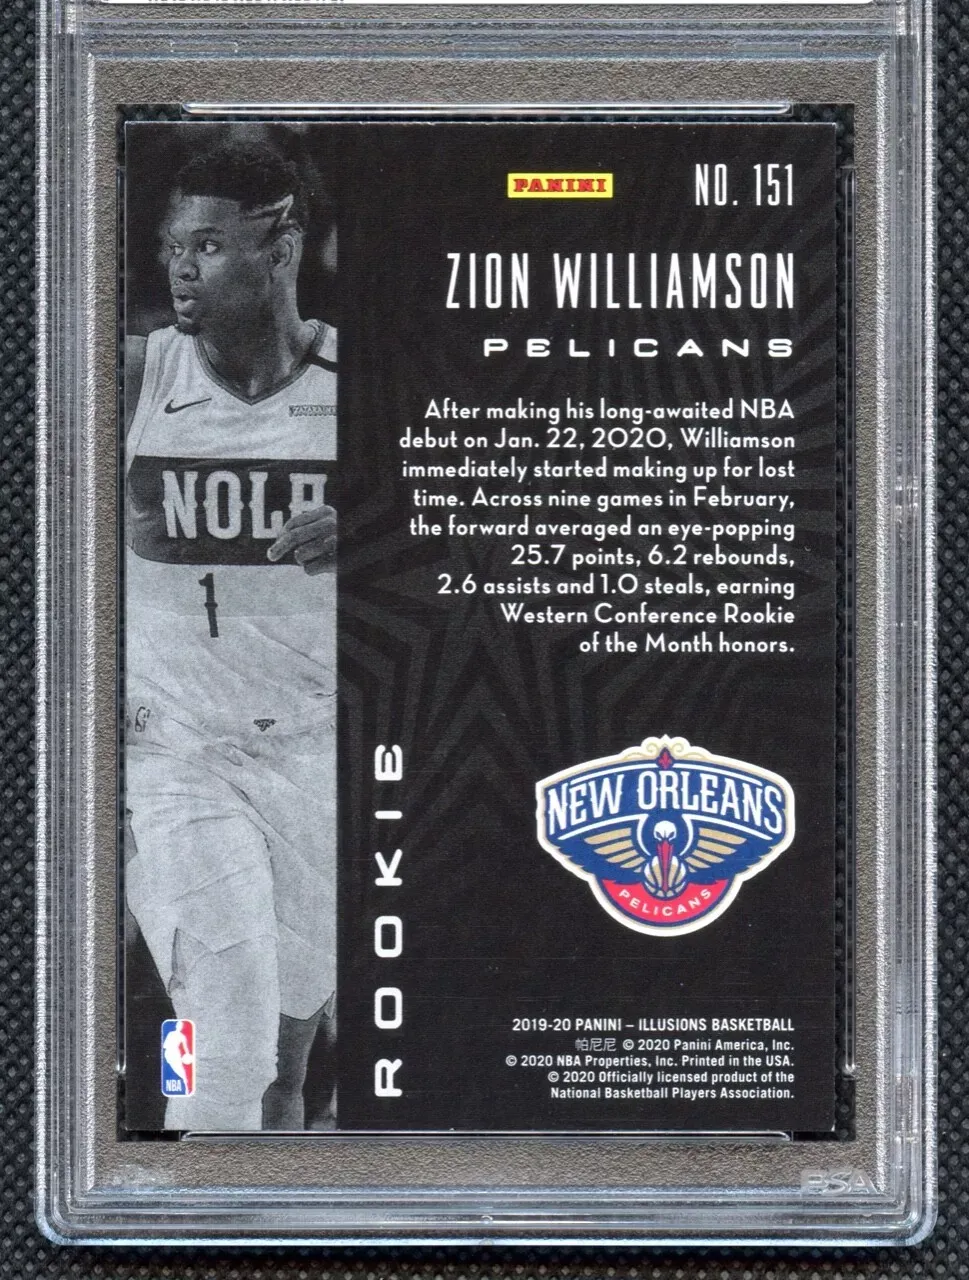 PANINI
NO. 151
ZION WILLIAMSON
PELICANS
After making his long-awaited NBA
debut on Jan. 22, 2020, Williamson
immediately started making up for lost
time. Across nine games in February,
the forward averaged an eye-popping
25.7 points, 6.2 rebounds,
2.6 assists and 1.0 steals, earning
Western Conference Rookie
of the Month honors.
NOLA
1
ROOKIE
NEW ORLEANS
PELICANS
NBA
2019-20 PANINI – ILLUSIONS BASKETBALL
帕尼尼 © 2020 Panini America, Inc.
© 2020 NBA Properties, Inc. Printed in the USA.
© 2020 Officially licensed product of the
National Basketball Players Association.